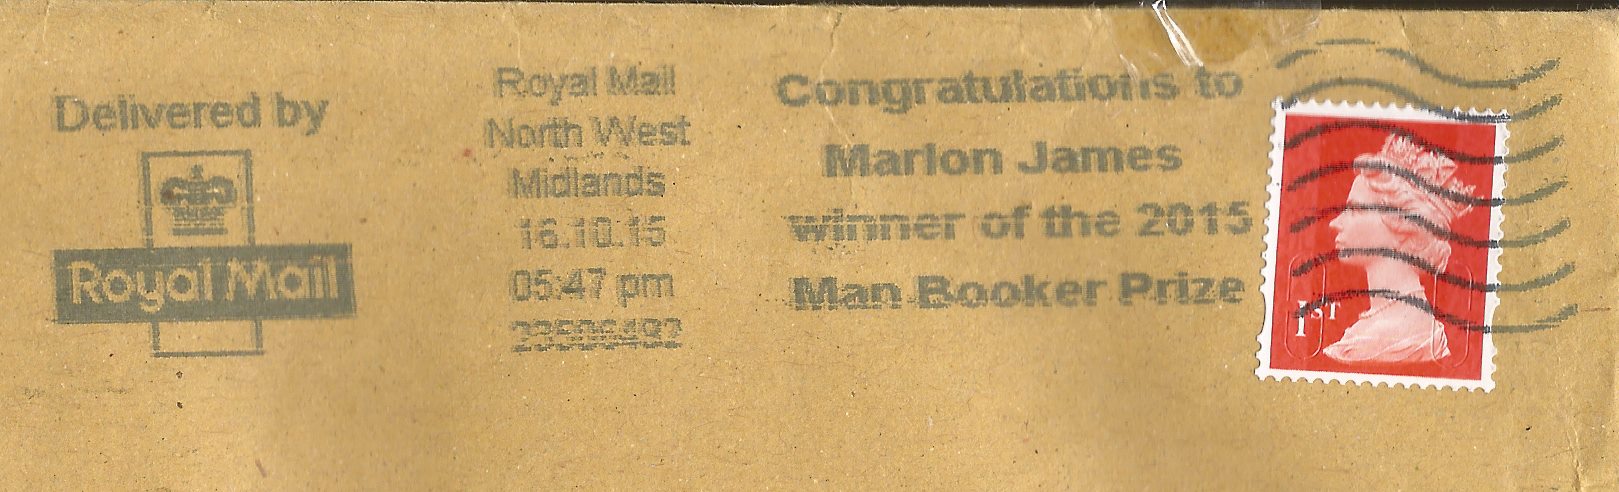 Delivered by
Royal Mail
Royal Mail
North West
Midlands
16.10.15
05:47 pm
Congratulations to
Marlon James
winner of the 2015
Man Booker Prize
1ST